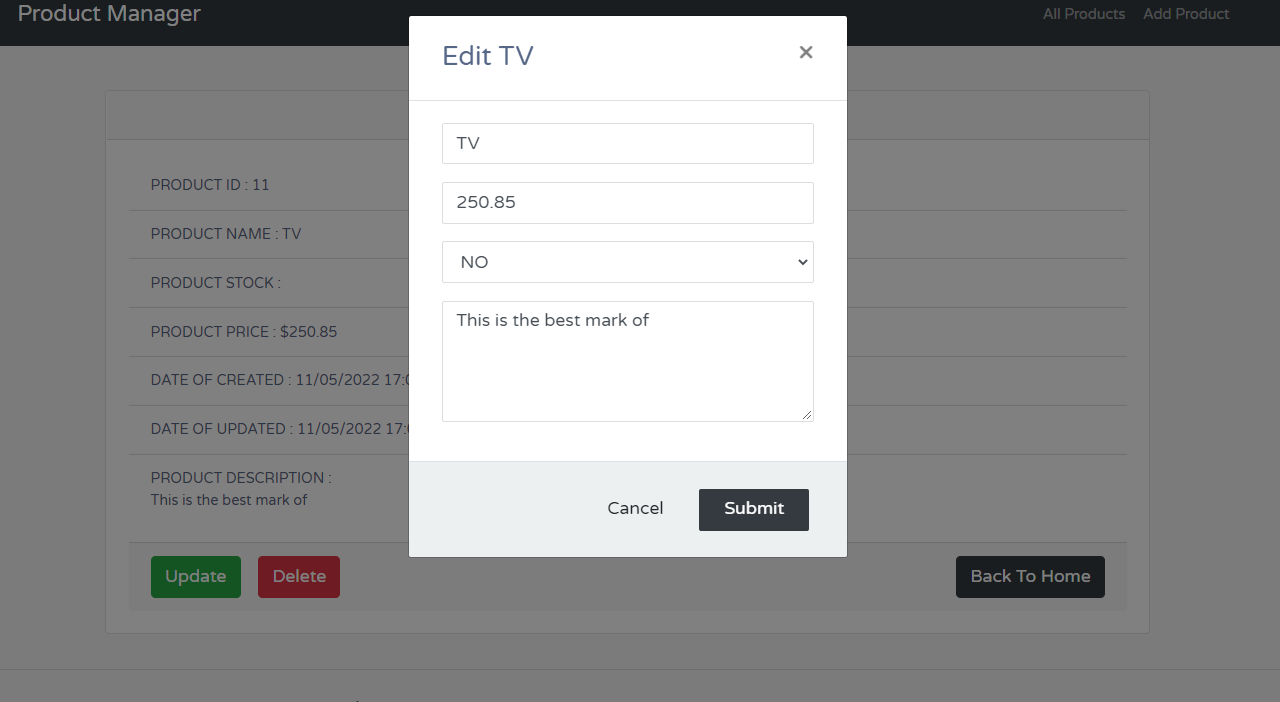 Product Manager
All Products
Add Product
Edit TV
×
TV
250.85
NO
This is the best mark of
Cancel
Submit
PRODUCT ID : 11
PRODUCT NAME : TV
PRODUCT STOCK :
PRODUCT PRICE : $250.85
DATE OF CREATED : 11/05/2022 17:
DATE OF UPDATED : 11/05/2022 17:
PRODUCT DESCRIPTION :
This is the best mark of
Update
Delete
Back To Home